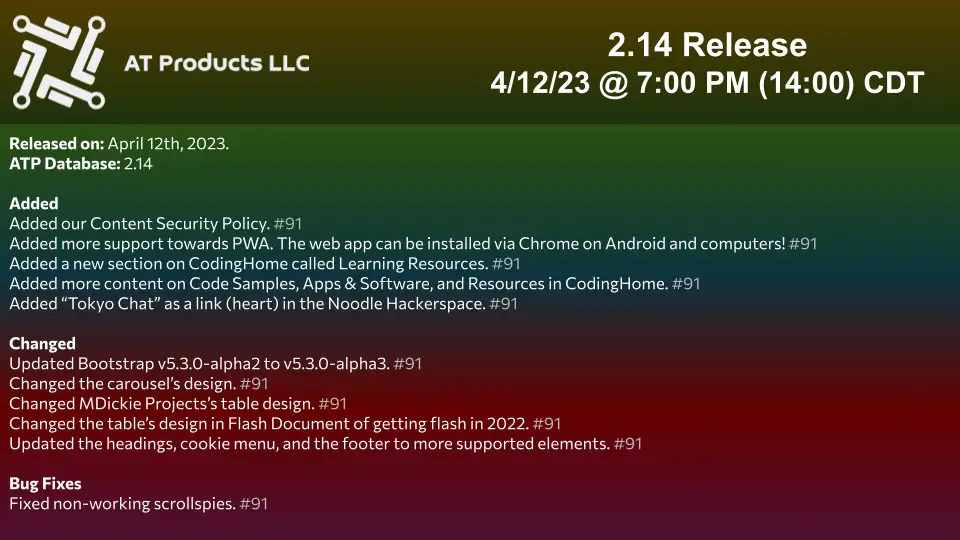 AT Products LLC
2.14 Release
4/12/23 @ 7:00 PM (14:00) CDT
Released on: April 12th, 2023.
ATP Database: 2.14
Added
Added our Content Security Policy. #91
Added more support towards PWA. The web app can be installed via Chrome on Android and computers! #91
Added a new section on CodingHome called Learning Resources. #91
Added more content on Code Samples, Apps & Software, and Resources in CodingHome. #91
Added “Tokyo Chat” as a link (heart) in the Noodle Hackerspace. #91
Changed
Updated Bootstrap v5.3.0-alpha2 to v5.3.0-alpha3. #91
Changed the carousel’s design. #91
Changed MDickie Projects’s table design. #91
Changed the table’s design in Flash Document of getting flash in 2022. #91
Updated the headings, cookie menu, and the footer to more supported elements. #91
Bug Fixes
Fixed non-working scrollspies. #91